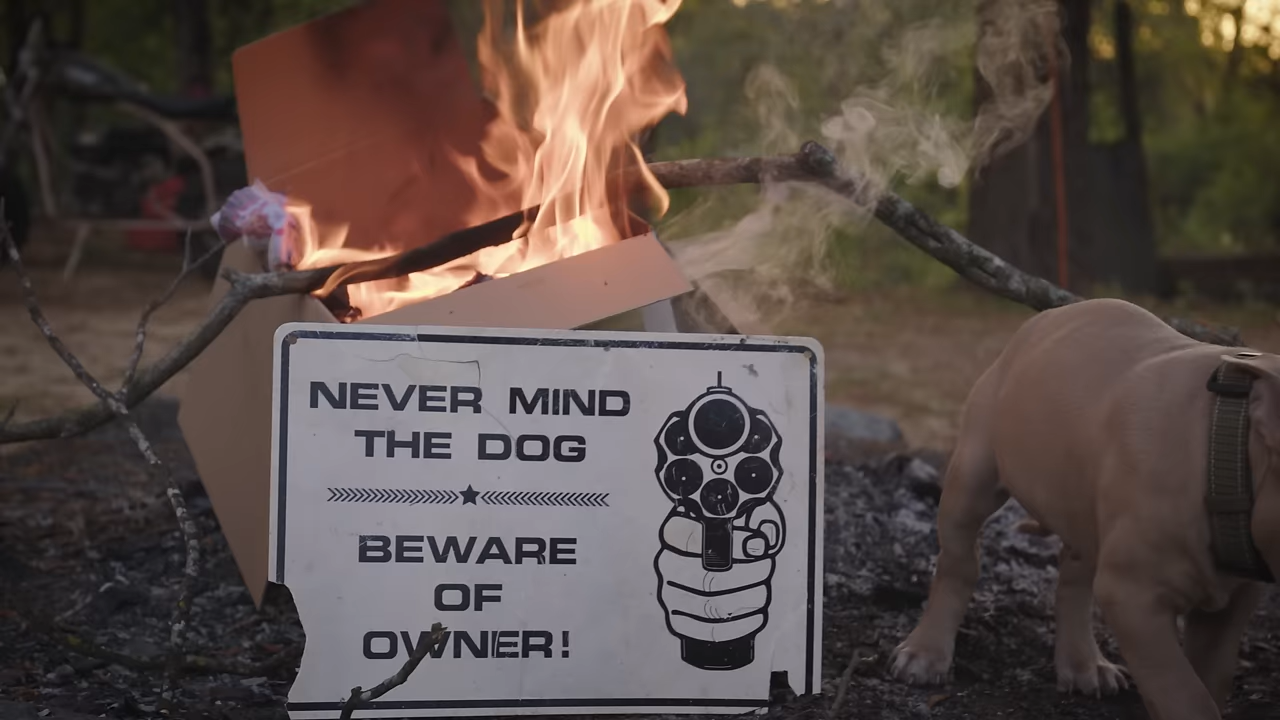 NEVER MIND
THE DOG
BEWARE
OF
OWNER!